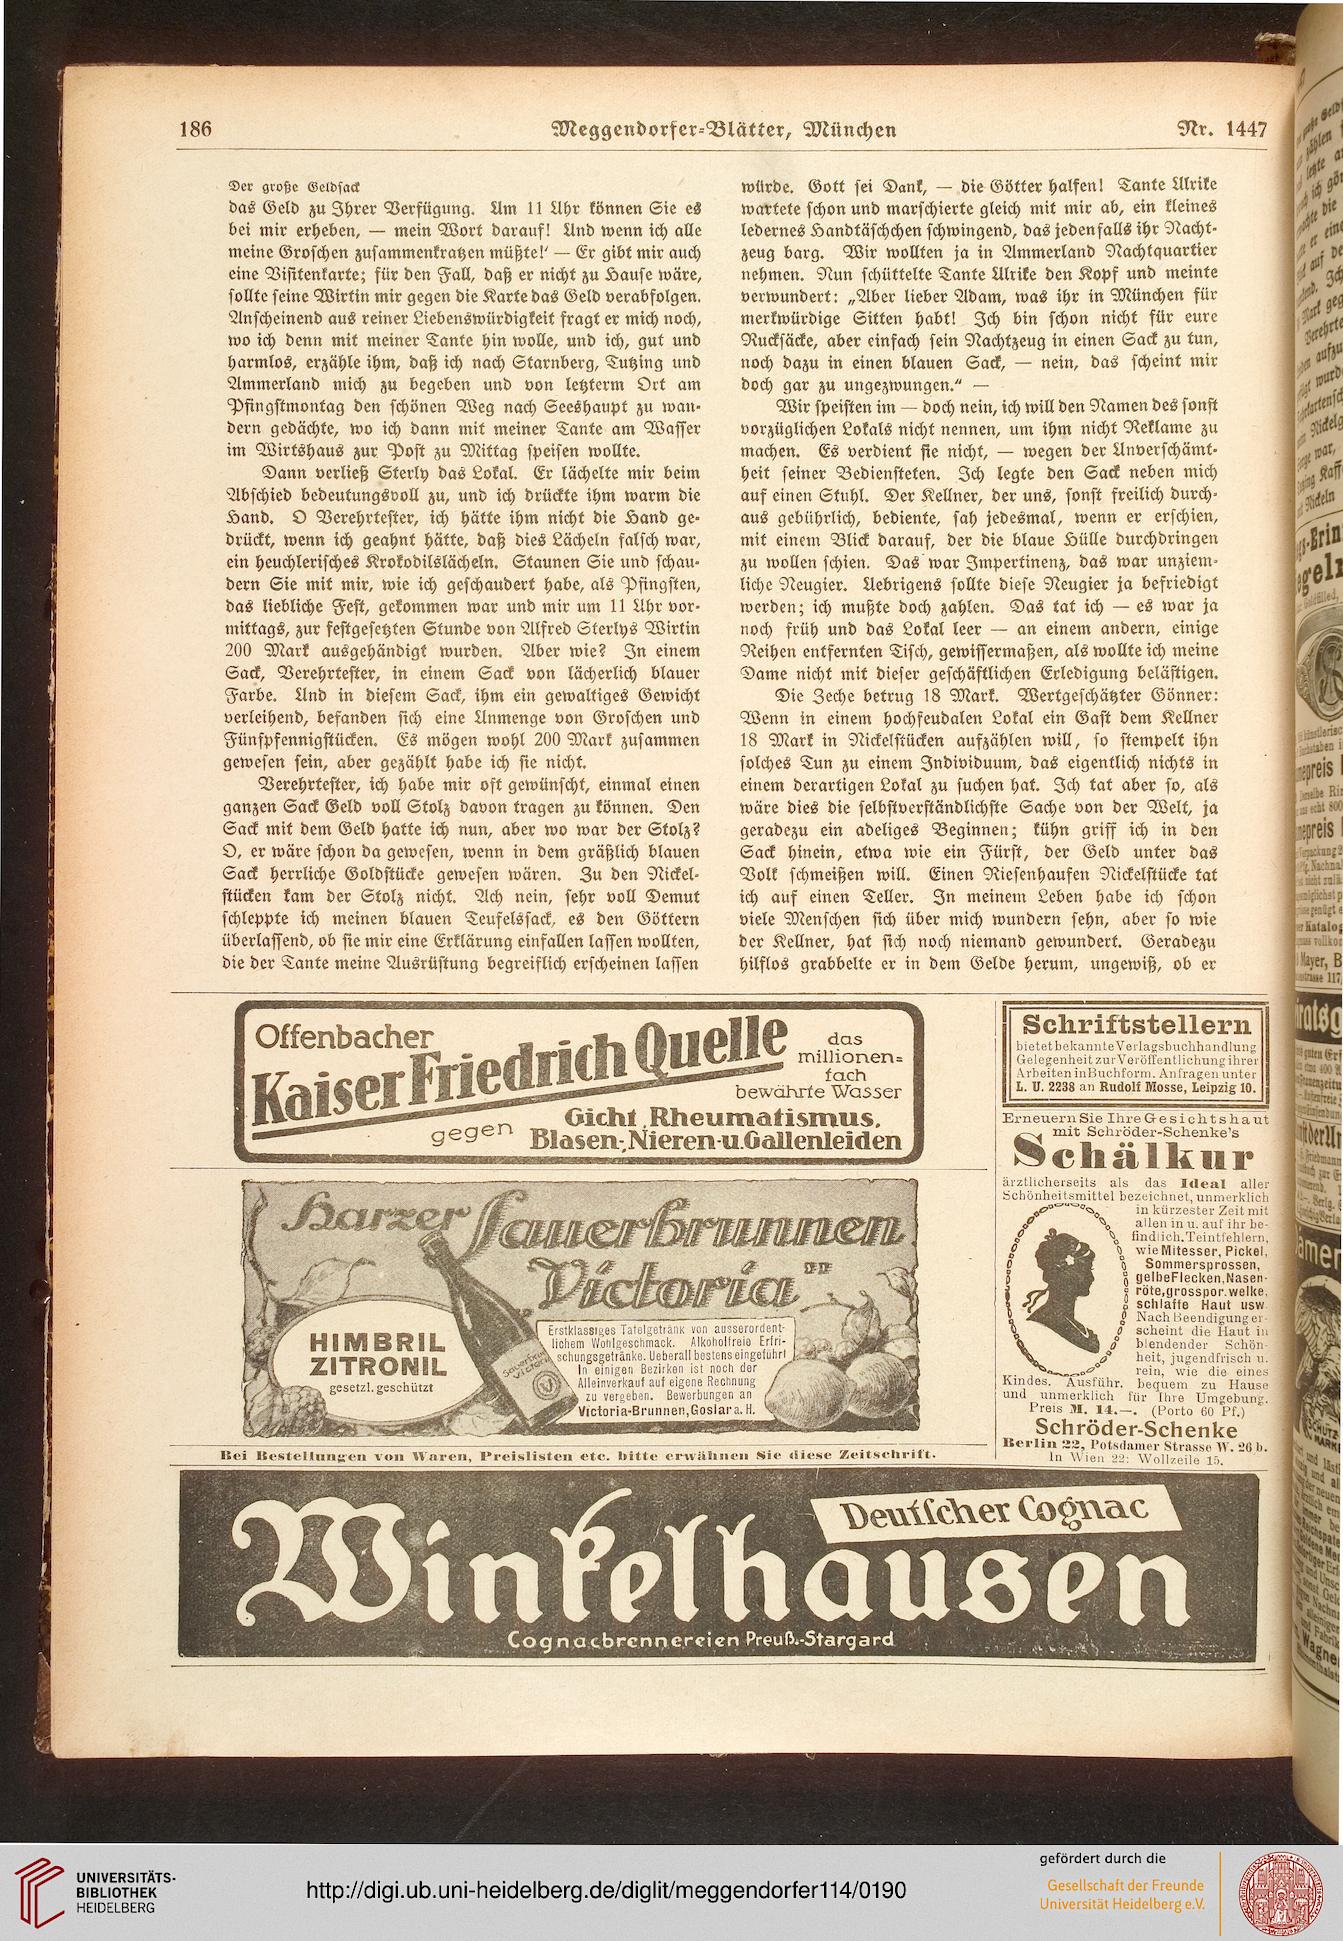 186
Meggendorfer-Blätter, München
Nr. 1447
Der große Geldsack
das Geld zu Ihrer Verfügung. Um 11 Uhr können Sie es
bei mir erheben, — mein Wort darauf! Und wenn ich alle
meine Groschen zusammenkratzen müßte!' — Er gibt mir auch
eine Visitenkarte; für den Fall, daß er nicht zu Hause wäre,
sollte seine Wirtin mir gegen die Karte das Geld verabfolgen.
Anscheinend aus reiner Liebenswürdigkeit fragt er mich noch,
wo ich denn mit meiner Tante hin wolle, und ich, gut und
harmlos, erzähle ihm, daß ich nach Starnberg, Tutzing und
Ammerland mich zu begeben und von letzterm Ort am
Pfingstmontag den schönen Weg nach Seeshaupt zu wan-
dern gedächte, wo ich dann mit meiner Tante am Wasser
im Wirtshaus zur Post zu Mittag speisen wollte.
Dann verließ Sterly das Lokal. Er lächelte mir beim
Abschied bedeutungsvoll zu, und ich drückte ihm warm die
Hand. O Verehrtester, ich hätte ihm nicht die Hand ge-
drückt, wenn ich geahnt hätte, daß dies Lächeln falsch war,
ein heuchlerisches Krokodilslächeln. Staunen Sie und schau-
dern Sie mit mir, wie ich geschaudert habe, als Pfingsten,
das liebliche Fest, gekommen war und mir um 11 Uhr vor-
mittags, zur festgesetzten Stunde von Alfred Sterlys Wirtin
200 Mark ausgehändigt wurden. Aber wie? In einem
Sack, Verehrtester, in einem Sack von lächerlich blauer
Farbe. Und in diesem Sack, ihm ein gewaltiges Gewicht
verleihend, befanden sich eine Unmenge von Groschen und
Fünfpfennigstücken. Es mögen wohl 200 Mark zusammen
gewesen sein, aber gezählt habe ich sie nicht.
Verehrtester, ich habe mir oft gewünscht, einmal einen
ganzen Sack Geld voll Stolz davon tragen zu können. Den
Sack mit dem Geld hatte ich nun, aber wo war der Stolz?
O, er wäre schon da gewesen, wenn in dem gräßlich blauen
Sack herrliche Goldstücke gewesen wären. Zu den Nickel-
stücken kam der Stolz nicht. Ach nein, sehr voll Demut
schleppte ich meinen blauen Teufelssack, es den Göttern
überlassend, ob sie mir eine Erklärung einfallen lassen wollten,
die der Tante meine Ausrüstung begreiflich erscheinen lassen
würde. Gott sei Dank, — die Götter halfen! Tante Ulrike
wartete schon und marschierte gleich mit mir ab, ein kleines
ledernes Handtäschchen schwingend, das jedenfalls ihr Nacht-
zeug barg. Wir wollten ja in Ammerland Nachtquartier
nehmen. Nun schüttelte Tante Ulrike den Kopf und meinte
verwundert: „Aber lieber Adam, was ihr in München für
merkwürdige Sitten habt! Ich bin schon nicht für eure
Rucksäcke, aber einfach sein Nachtzeug in einen Sack zu tun,
noch dazu in einen blauen Sack, — nein, das scheint mir
doch gar zu ungezwungen." —
Wir speisten im — doch nein, ich will den Namen des sonst
vorzüglichen Lokals nicht nennen, um ihm nicht Reklame zu
machen. Es verdient sie nicht, — wegen der Unverschämt-
heit seiner Bediensteten. Ich legte den Sack neben mich
auf einen Stuhl. Der Kellner, der uns, sonst freilich durch-
aus gebührlich, bediente, sah jedesmal, wenn er erschien,
mit einem Blick darauf, der die blaue Hülle durchdringen
zu wollen schien. Das war Impertinenz, das war unziem-
liche Neugier. Uebrigens sollte diese Neugier ja befriedigt
werden; ich mußte doch zahlen. Das tat ich — es war ja
noch früh und das Lokal leer — an einem andern, einige
Reihen entfernten Tisch, gewissermaßen, als wollte ich meine
Dame nicht mit dieser geschäftlichen Erledigung belästigen.
Die Zeche betrug 18 Mark. Wertgeschätzter Gönner:
Wenn in einem hochfeudalen Lokal ein Gast dem Kellner
18 Mark in Nickelstücken aufzählen will, so stempelt ihn
solches Tun zu einem Individuum, das eigentlich nichts in
einem derartigen Lokal zu suchen hat. Ich tat aber so, als
wäre dies die selbstverständlichste Sache von der Welt, ja
geradezu ein adeliges Beginnen; kühn griff ich in den
Sack hinein, etwa wie ein Fürst, der Geld unter das
Volk schmeißen will. Einen Riesenhaufen Nickelstücke tat
ich auf einen Teller. In meinem Leben habe ich schon
viele Menschen sich über mich wundern sehn, aber so wie
der Kellner, hat sich noch niemand gewundert. Geradezu
hilflos grabbelte er in dem Gelde herum, ungewiß, ob er
Offenbacher
Kaiser Friedrich Quelle
das
millionen=
fach
bewährte Wasser
gegen
Gicht, Rheumatismus,
Blasen-, Nieren- u. Gallenleiden
Harzer Sauerbrunnen
„Victoria"
HIMBRIL
ZITRONIL
gesetzl. geschützt
Sauerbrunnen
Victoria
Erstklassiges Tafelgetränk von ausserordent-
lichem Wohlgeschmack. Alkoholfreie Erfri-
schungsgetränke. Ueberall bestens eingeführt
In einigen Bezirken ist noch der
Alleinverkauf auf eigene Rechnung
zu vergeben. Bewerbungen an
Victoria-Brunnen, Goslar a. H.
Bei Bestellungen von Waren, Preislisten etc. bitte erwähnen Sie diese Zeitschrift.
Schriftstellern
bietet bekannte Verlagsbuchhandlung
Gelegenheit zur Veröffentlichung ihrer
Arbeiten in Buchform. Anfragen unter
L. U. 2238 an Rudolf Mosse, Leipzig 10.
Erneuern Sie Ihre Gesichtshaut
mit Schröder-Schenke's
Schälkur
ärztlicherseits als das Ideal aller
Schönheitsmittel bezeichnet, unmerklich
in kürzester Zeit mit
allen in u. auf ihr be-
findlich. Teintfehlern,
wie Mitesser, Pickel,
Sommersprossen,
gelbe Flecken, Nasen-
röte, grosspor. welke,
schlaffe Haut usw
Nach Beendigung er-
scheint die Haut in
blendender Schön-
heit, jugendfrisch u.
rein, wie die eines
Kindes. Ausführ. bequem zu Hause
und unmerklich für Ihre Umgebung.
Preis M. 14.—. (Porto 60 Pf.)
Schröder-Schenke
Berlin 22, Potsdamer Strasse W. 26 b.
In Wien 22: Wollzeile 15.
Deutscher Cognac
Winkelhausen
Cognacbrennereien Preuß.-Stargard
UNIVERSITÄTS-
BIBLIOTHEK
HEIDELBERG
http://digi.ub.uni-heidelberg.de/diglit/meggendorfer114/0190
gefördert durch die
Gesellschaft der Freunde
Universität Heidelberg e.V.